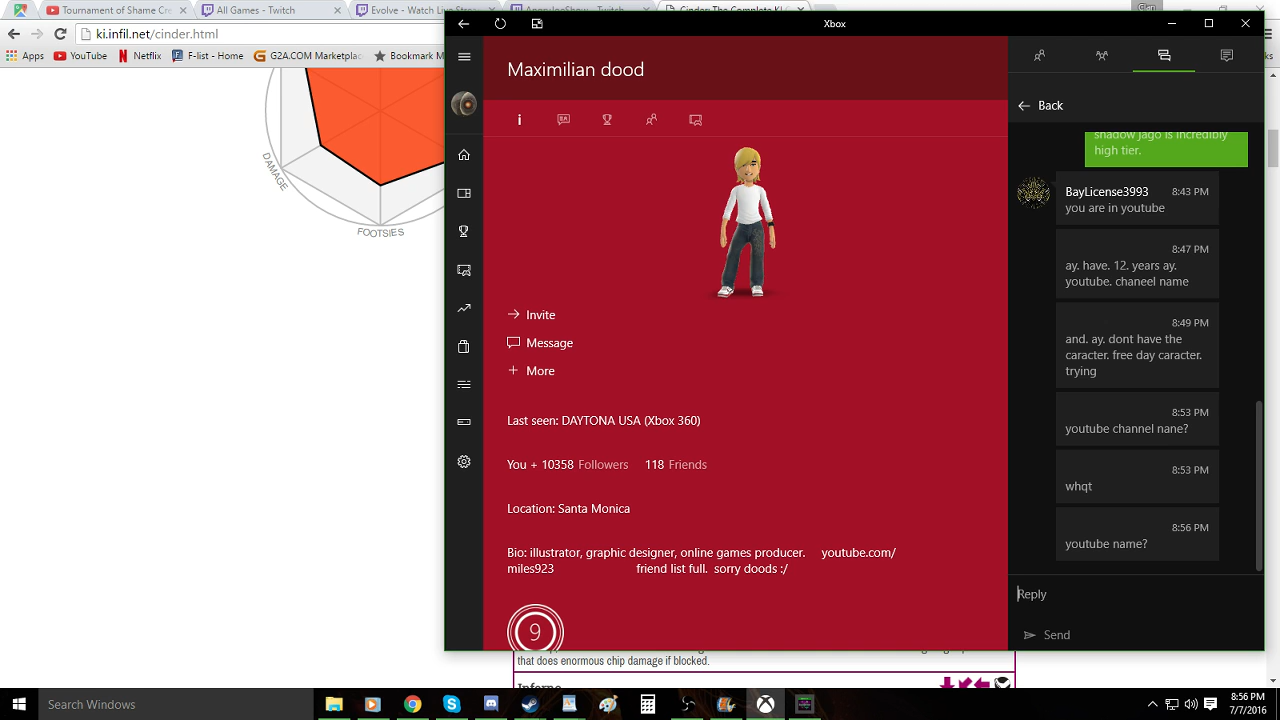 Tournament of Shame Cro
All Games - Twitch
Evolve - Watch Live
Twitch
ki.infil.net/cinder.html
Apps
YouTube
Netflix
F-list - Home
G2A.COM Marketplac
Bookmark M
ks
DAMAGE
FOOTSIES
Xbox
Maximilian dood
Invite
Message
More
Last seen: DAYTONA USA (Xbox 360)
You + 10358 Followers 118 Friends
Location: Santa Monica
Bio: illustrator, graphic designer, online games producer. youtube.com/
miles923 friend list full. sorry doods :/
9
Back
shadow Jago is incredibly
high tier.
BayLicense3993 8:43 PM
you are in youtube
8:47 PM
ay. have. 12. years ay.
youtube. chaneel name
8:49 PM
and. ay. dont have the
caracter. free day caracter.
trying
8:53 PM
youtube channel nane?
8:53 PM
whqt
8:56 PM
youtube name?
Reply
Send
that does enormous chip damage if blocked.
Inferno
Search Windows
8:56 PM
7/7/2016